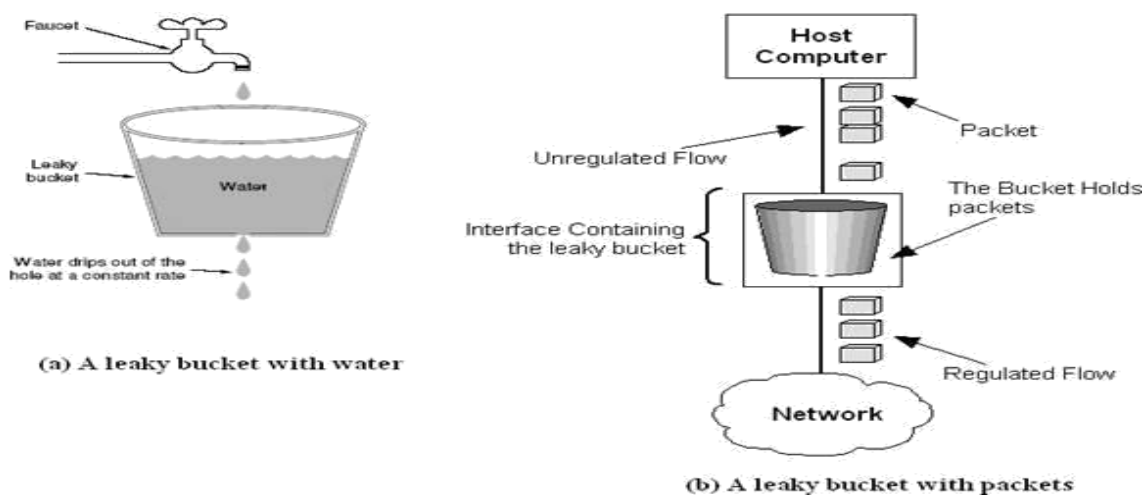 Faucet
Leaky
bucket
Water
Water drips out of the
hole at a constant rate
(a) A leaky bucket with water
Host
Computer
Packet
Unregulated Flow
The Bucket Holds
packets
Interface Containing
the leaky bucket
Regulated Flow
Network
(b) A leaky bucket with packets